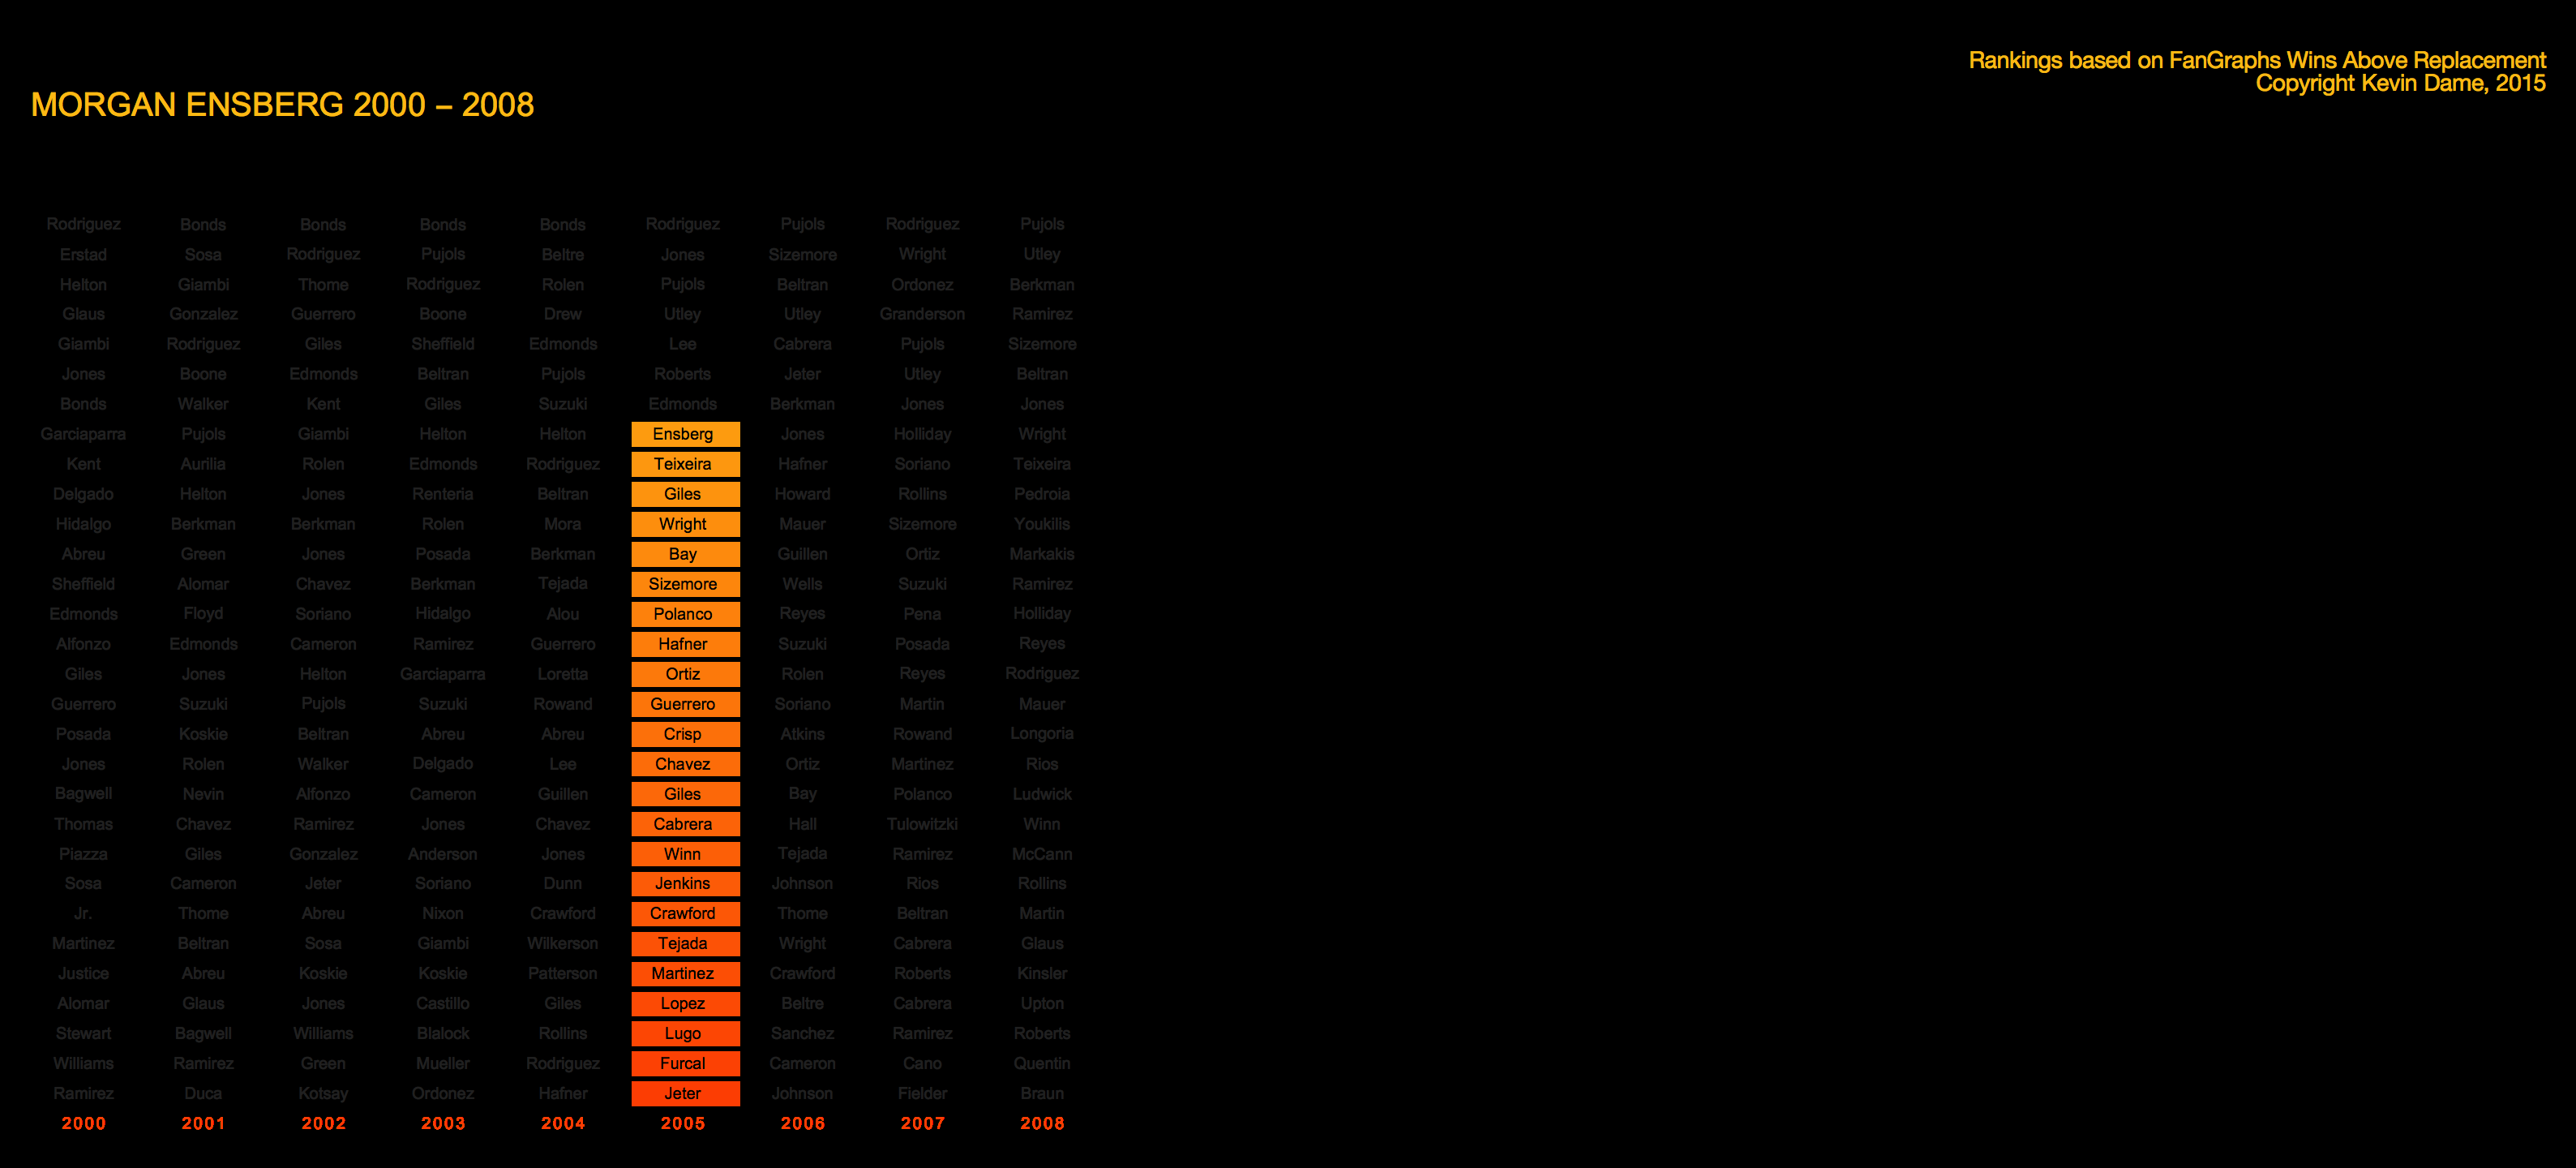 Rankings based on FanGraphs Wins Above Replacement
Copyright Kevin Dame, 2015
MORGAN ENSBERG 2000 – 2008
Rodriguez Bonds Bonds Bonds Bonds Rodriguez Pujols Rodriguez Pujols
Erstad Sosa Rodriguez Pujols Beltre Jones Sizemore Wright Utley
Helton Giambi Thome Rodriguez Rolen Pujols Beltran Ordonez Berkman
Glaus Gonzalez Guerrero Boone Drew Utley Utley Granderson Ramirez
Giambi Rodriguez Giles Sheffield Edmonds Lee Cabrera Pujols Sizemore
Jones Boone Edmonds Beltran Pujols Roberts Jeter Utley Beltran
Bonds Walker Kent Giles Suzuki Edmonds Berkman Jones Jones
Garciaparra Pujols Giambi Helton Helton Ensberg Jones Holliday Wright
Kent Aurilia Rolen Edmonds Rodriguez Teixeira Hafner Soriano Teixeira
Delgado Helton Jones Renteria Beltran Giles Howard Rollins Pedroia
Hidalgo Berkman Berkman Rolen Mora Wright Mauer Sizemore Youkilis
Abreu Green Jones Posada Berkman Bay Guillen Ortiz Markakis
Sheffield Alomar Chavez Berkman Tejada Sizemore Wells Suzuki Ramirez
Edmonds Floyd Soriano Hidalgo Alou Polanco Reyes Pena Holliday
Alfonzo Edmonds Cameron Ramirez Guerrero Hafner Suzuki Posada Reyes
Giles Jones Helton Garciaparra Loretta Ortiz Rolen Reyes Rodriguez
Guerrero Suzuki Pujols Suzuki Rowand Guerrero Soriano Martin Mauer
Posada Koskie Beltran Abreu Abreu Crisp Atkins Rowand Longoria
Jones Rolen Walker Delgado Lee Chavez Ortiz Martinez Rios
Bagwell Nevin Alfonzo Cameron Guillen Giles Bay Polanco Ludwick
Thomas Chavez Ramirez Jones Chavez Cabrera Hall Tulowitzki Winn
Piazza Giles Gonzalez Anderson Jones Winn Tejada Ramirez McCann
Sosa Cameron Jeter Soriano Dunn Jenkins Johnson Rios Rollins
Jr. Thome Abreu Nixon Crawford Crawford Thome Beltran Martin
Martinez Beltran Sosa Giambi Wilkerson Tejada Wright Cabrera Glaus
Justice Abreu Koskie Koskie Patterson Martinez Crawford Roberts Kinsler
Alomar Glaus Jones Castillo Giles Lopez Beltre Cabrera Upton
Stewart Bagwell Williams Blalock Rollins Lugo Sanchez Ramirez Roberts
Williams Ramirez Green Mueller Rodriguez Furcal Cameron Cano Quentin
Ramirez Duca Kotsay Ordonez Hafner Jeter Johnson Fielder Braun
2000 2001 2002 2003 2004 2005 2006 2007 2008